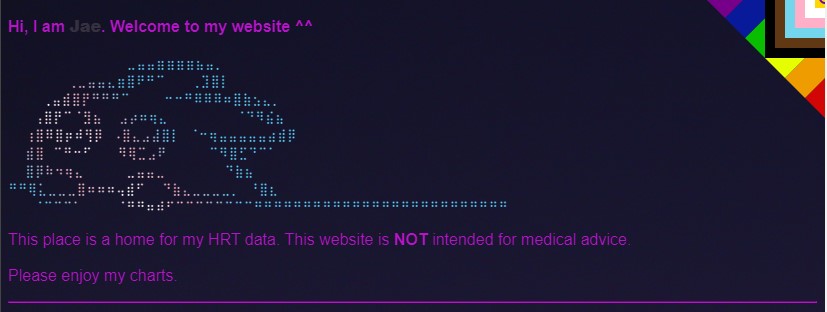 Hi, I am Jae. Welcome to my website ^^
This place is a home for my HRT data. This website is NOT intended for medical advice.
Please enjoy my charts.